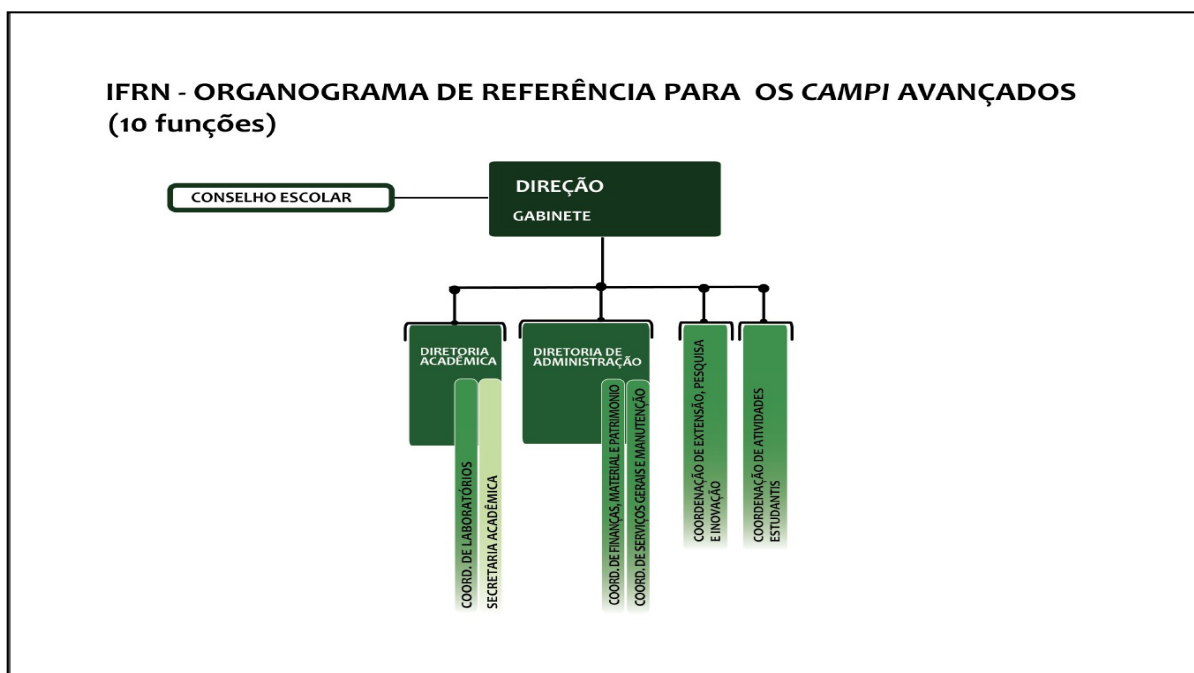 IFRN - ORGANOGRAMA DE REFERÊNCIA PARA OS CAMPI AVANÇADOS
(10 funções)
CONSELHO ESCOLAR
DIREÇÃO
GABINETE
DIRETORIA
ACADÊMICA
COORD. DE LABORATÓRIOS
SECRETARIA ACADÊMICA
DIRETORIA DE
ADMINISTRAÇÃO
COORD. DE FINANÇAS, MATERIAL E PATRIMONIO
COORD. DE SERVIÇOS GERAIS E MANUTENÇÃO
COORDENAÇÃO DE EXTENSÃO, PESQUISA
E INOVAÇÃO
COORDENAÇÃO DE ATIVIDADES
ESTUDANTIS